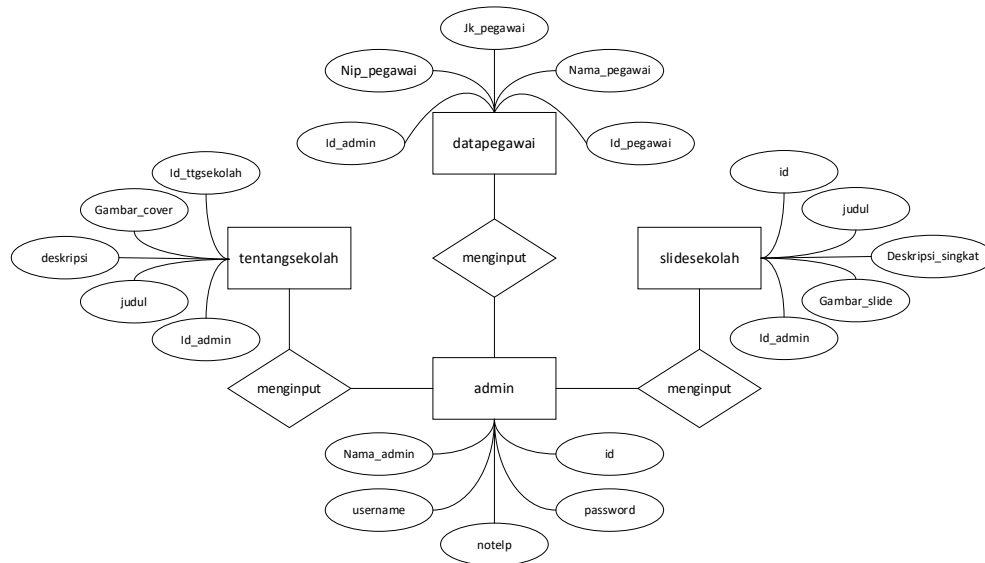 Jk_pegawai
Nip_pegawai
Nama_pegawai
Id_admin
datapegawai
Id_pegawai
Id_ttgsekolah
id
Gambar_cover
judul
deskripsi
tentangsekolah
menginput
slidesekolah
Deskripsi_singkat
judul
Gambar_slide
Id_admin
Id_admin
menginput
admin
menginput
Nama_admin
id
username
password
notelp